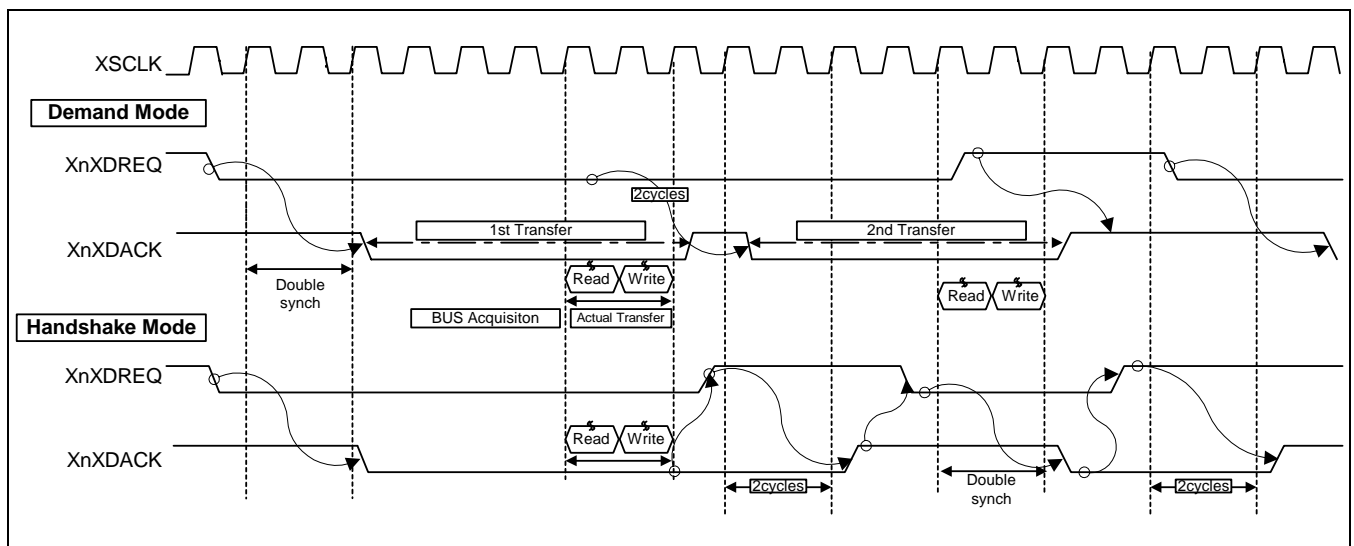 XSCLK
Demand Mode
XnXDREQ
2cycles
XnXDACK
1st Transfer
2nd Transfer
Read
Write
Read
Write
Double
synch
BUS Acquisiton
Actual Transfer
Handshake Mode
XnXDREQ
Read
Write
XnXDACK
2cycles
Double
synch
2cycles